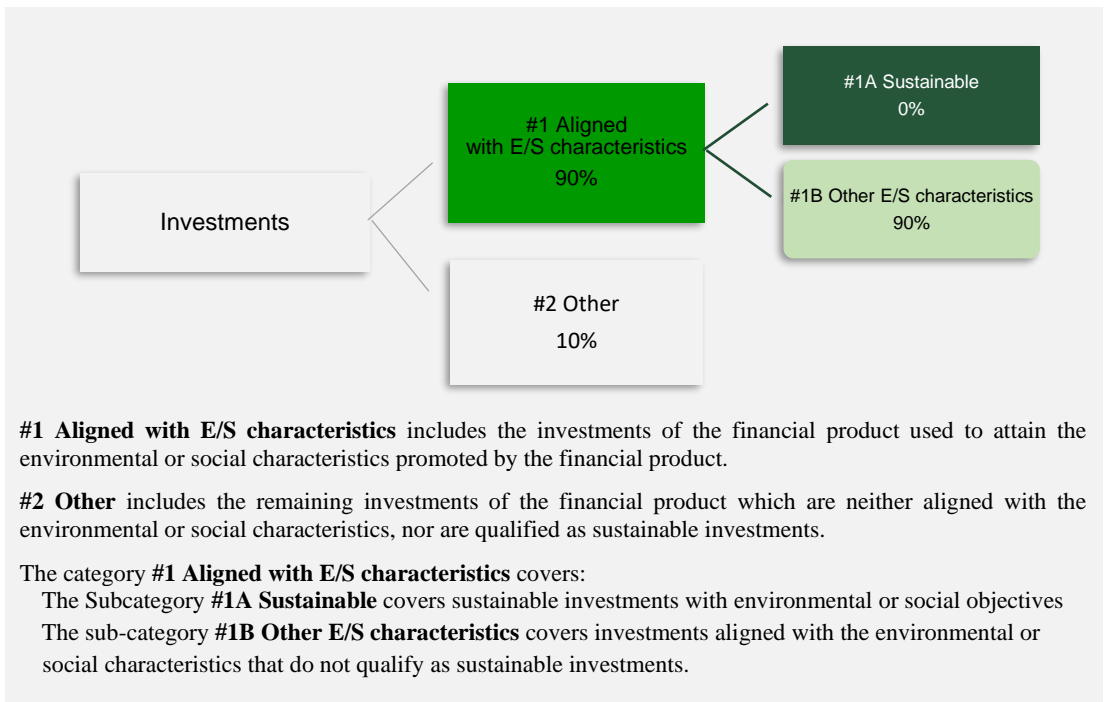 Investments
#1 Aligned
with E/S characteristics
90%
#2 Other
10%
#1A Sustainable
0%
#1B Other E/S characteristics
90%
#1 Aligned with E/S characteristics includes the investments of the financial product used to attain the
environmental or social characteristics promoted by the financial product.
#2 Other includes the remaining investments of the financial product which are neither aligned with the
environmental or social characteristics, nor are qualified as sustainable investments.
The category #1 Aligned with E/S characteristics covers:
The Subcategory #1A Sustainable covers sustainable investments with environmental or social objectives
The sub-category #1B Other E/S characteristics covers investments aligned with the environmental or
social characteristics that do not qualify as sustainable investments.